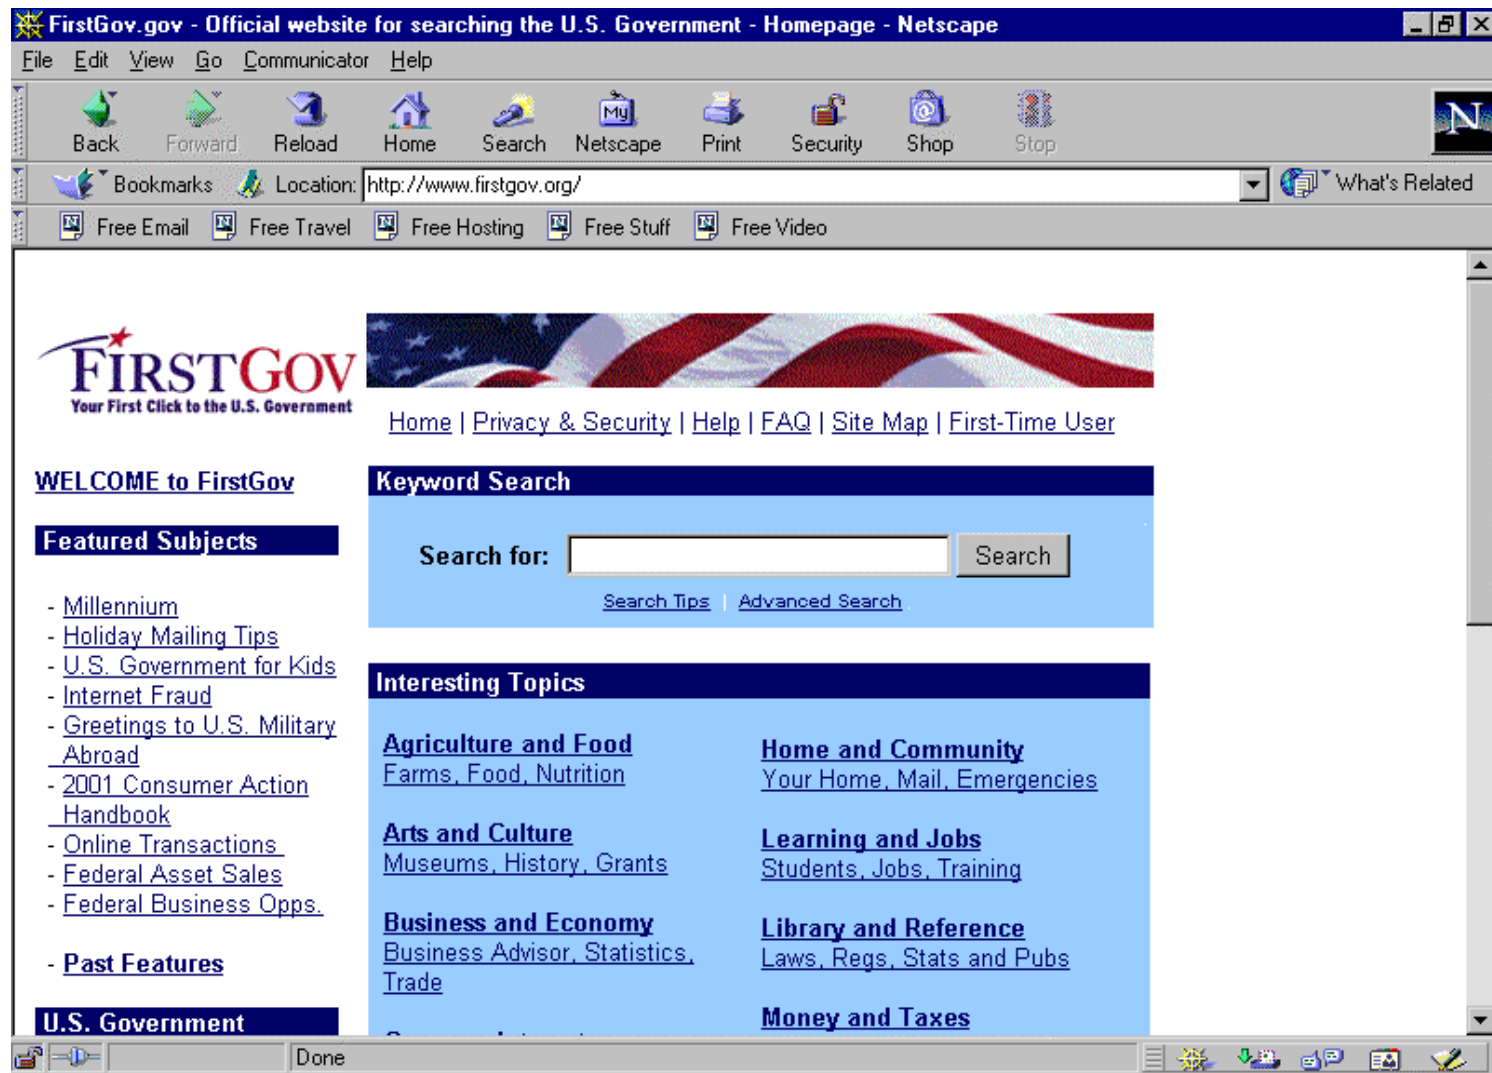 FirstGov.gov - Official website for searching the U.S. Government - Homepage - Netscape
File Edit View Go Communicator Help
My
Back Forward Reload Home Search Netscape Print Security Shop Stop
N
Bookmarks Location: http://www.firstgov.org/ What's Related
Free Email Free Travel Free Hosting Free Stuff Free Video
FIRSTGOV
Your First Click to the U.S. Government
Home | Privacy & Security | Help | FAQ | Site Map | First-Time User
WELCOME to FirstGov
Featured Subjects
- Millennium
- Holiday Mailing Tips
- U.S. Government for Kids
- Internet Fraud
- Greetings to U.S. Military
Abroad
- 2001 Consumer Action
Handbook
- Online Transactions
- Federal Asset Sales
- Federal Business Opps.
- Past Features
U.S. Government
Keyword Search
Search for: Search
Search Tips | Advanced Search
Interesting Topics
Agriculture and Food
Farms, Food, Nutrition
Arts and Culture
Museums, History, Grants
Business and Economy
Business Advisor, Statistics,
Trade
Home and Community
Your Home, Mail, Emergencies
Learning and Jobs
Students, Jobs, Training
Library and Reference
Laws, Regs, Stats and Pubs
Money and Taxes
Done